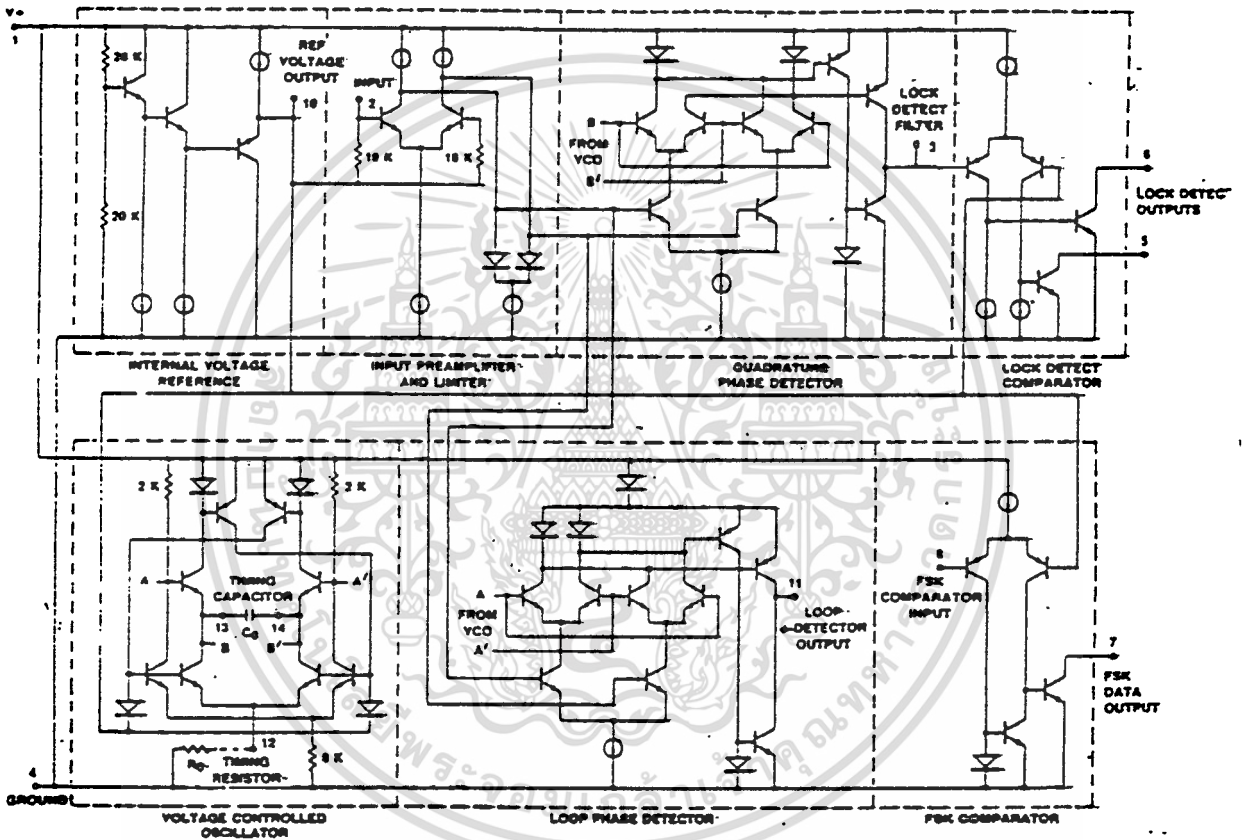 V+
1
20 K
20 K
REF
VOLTAGE
OUTPUT
10
INPUT
2
10 K
10 K
B
FROM
VCO
B'
LOCK
DETECT
FILTER
3
6
LOCK DETECT
OUTPUTS
5
INTERNAL VOLTAGE
REFERENCE
INPUT PREAMPLIFIER
AND LIMITER
QUADRATURE
PHASE DETECTOR
LOCK DETECT
COMPARATOR
2 K
2 K
A
A'
TIMING
CAPACITOR
13
C0
14
B
B'
12
R0
TIMING
RESISTOR
8 K
A
FROM
VCO
A'
11
LOOP
DETECTOR
OUTPUT
8
FSK
COMPARATOR
INPUT
7
FSK
DATA
OUTPUT
4
GROUND
VOLTAGE CONTROLLED
OSCILLATOR
LOOP PHASE DETECTOR
FSK COMPARATOR